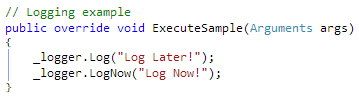 // Logging example
public override void ExecuteSample(Arguments args)
{
    _logger.Log("Log Later!");
    _logger.LogNow("Log Now!");
}